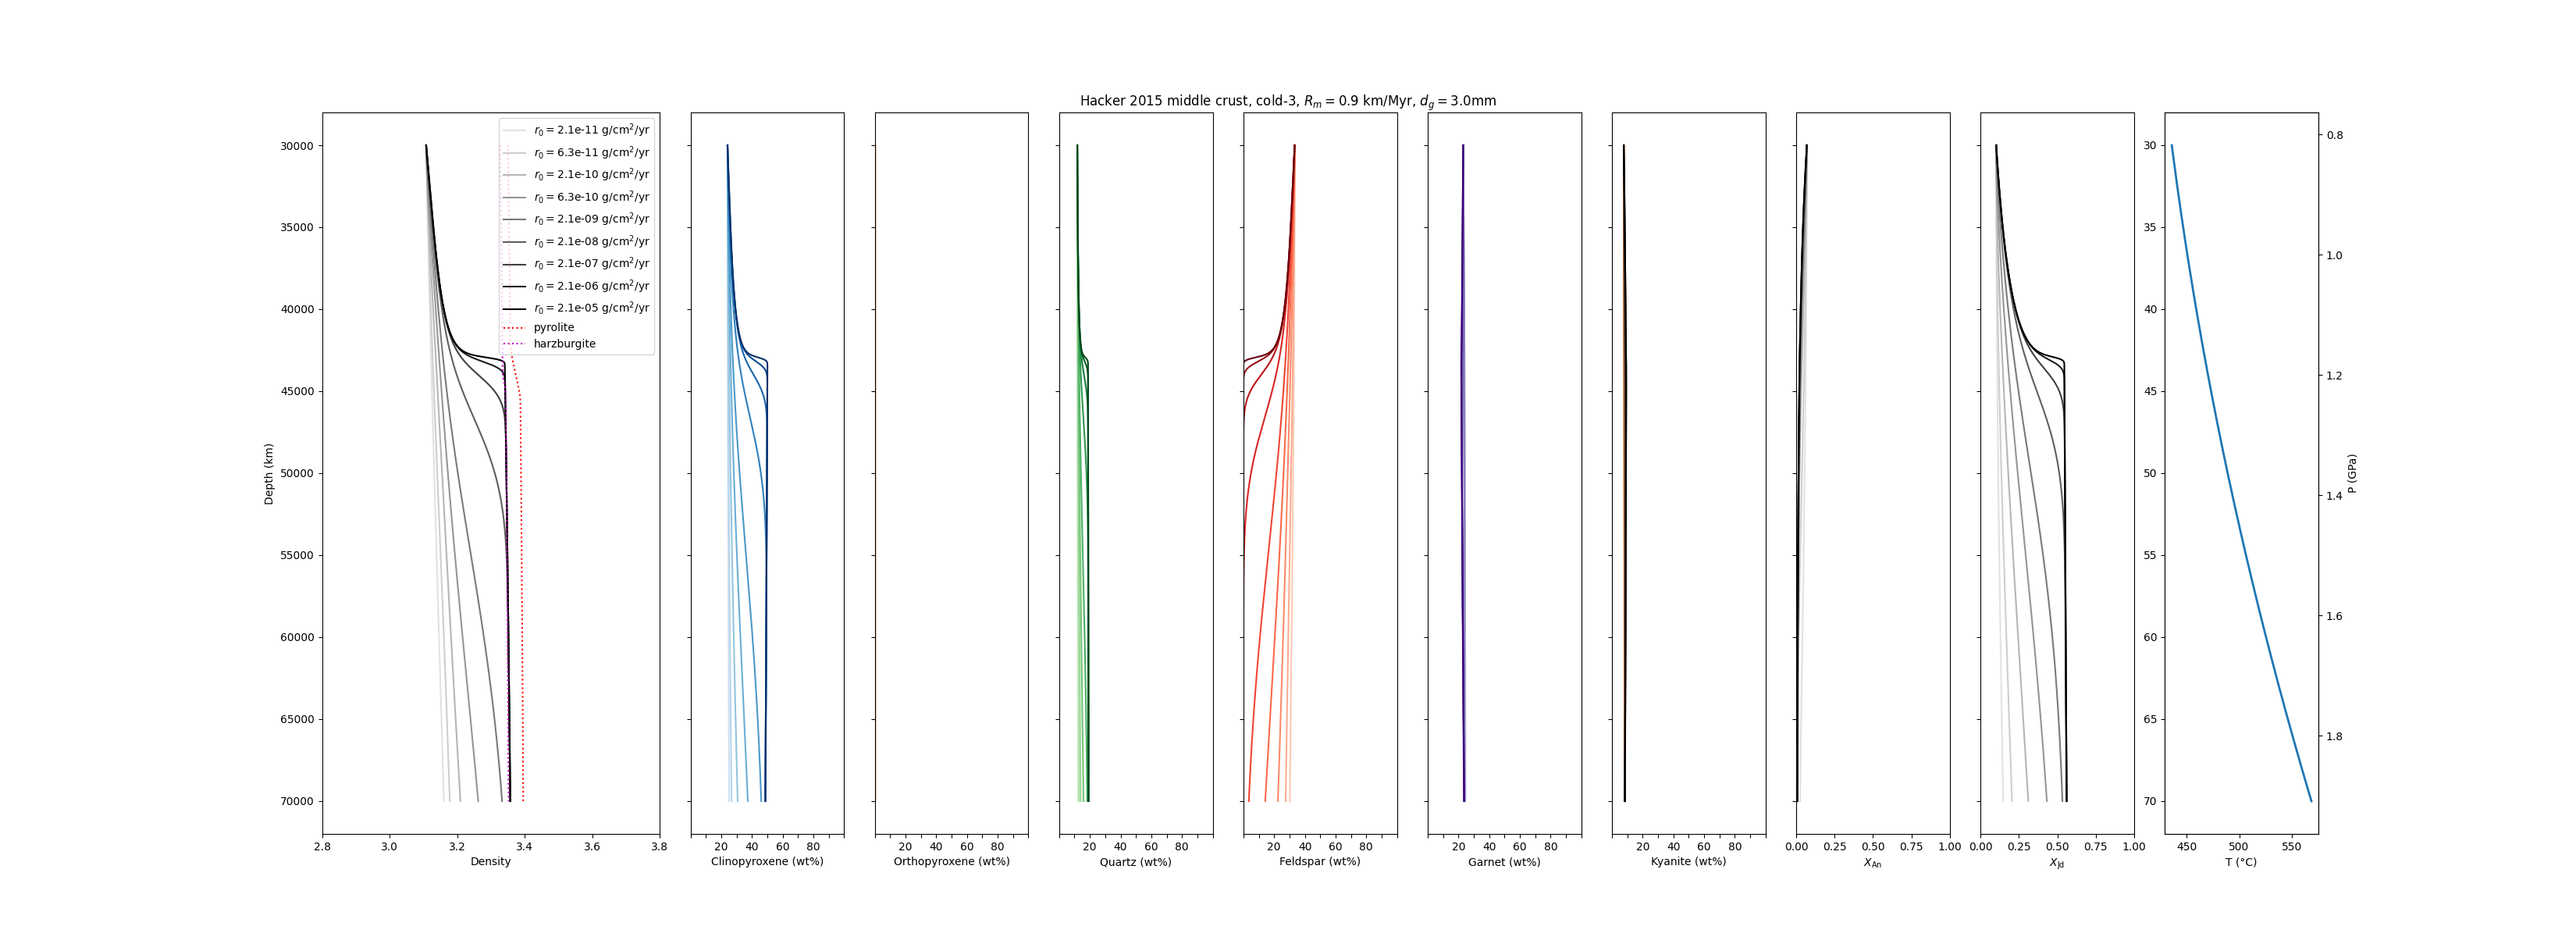 Hacker 2015 middle crust, cold-3, R_m = 0.9 km/Myr, d_g = 3.0mm
r_0 = 2.1e-11 g/cm²/yr
r_0 = 6.3e-11 g/cm²/yr
r_0 = 2.1e-10 g/cm²/yr
r_0 = 6.3e-10 g/cm²/yr
r_0 = 2.1e-09 g/cm²/yr
r_0 = 2.1e-08 g/cm²/yr
r_0 = 2.1e-07 g/cm²/yr
r_0 = 2.1e-06 g/cm²/yr
r_0 = 2.1e-05 g/cm²/yr
pyrolite
harzburgite
Depth (km)
30000
35000
40000
45000
50000
55000
60000
65000
70000
2.8 3.0 3.2 3.4 3.6 3.8
Density
20 40 60 80
Clinopyroxene (wt%)
20 40 60 80
Orthopyroxene (wt%)
20 40 60 80
Quartz (wt%)
20 40 60 80
Feldspar (wt%)
20 40 60 80
Garnet (wt%)
20 40 60 80
Kyanite (wt%)
0.00 0.25 0.50 0.75 1.00
X_An
0.00 0.25 0.50 0.75 1.00
X_Jd
30
35
40
45
50
55
60
65
70
450 500 550
T (°C)
0.8
1.0
1.2
1.4
1.6
1.8
P (GPa)